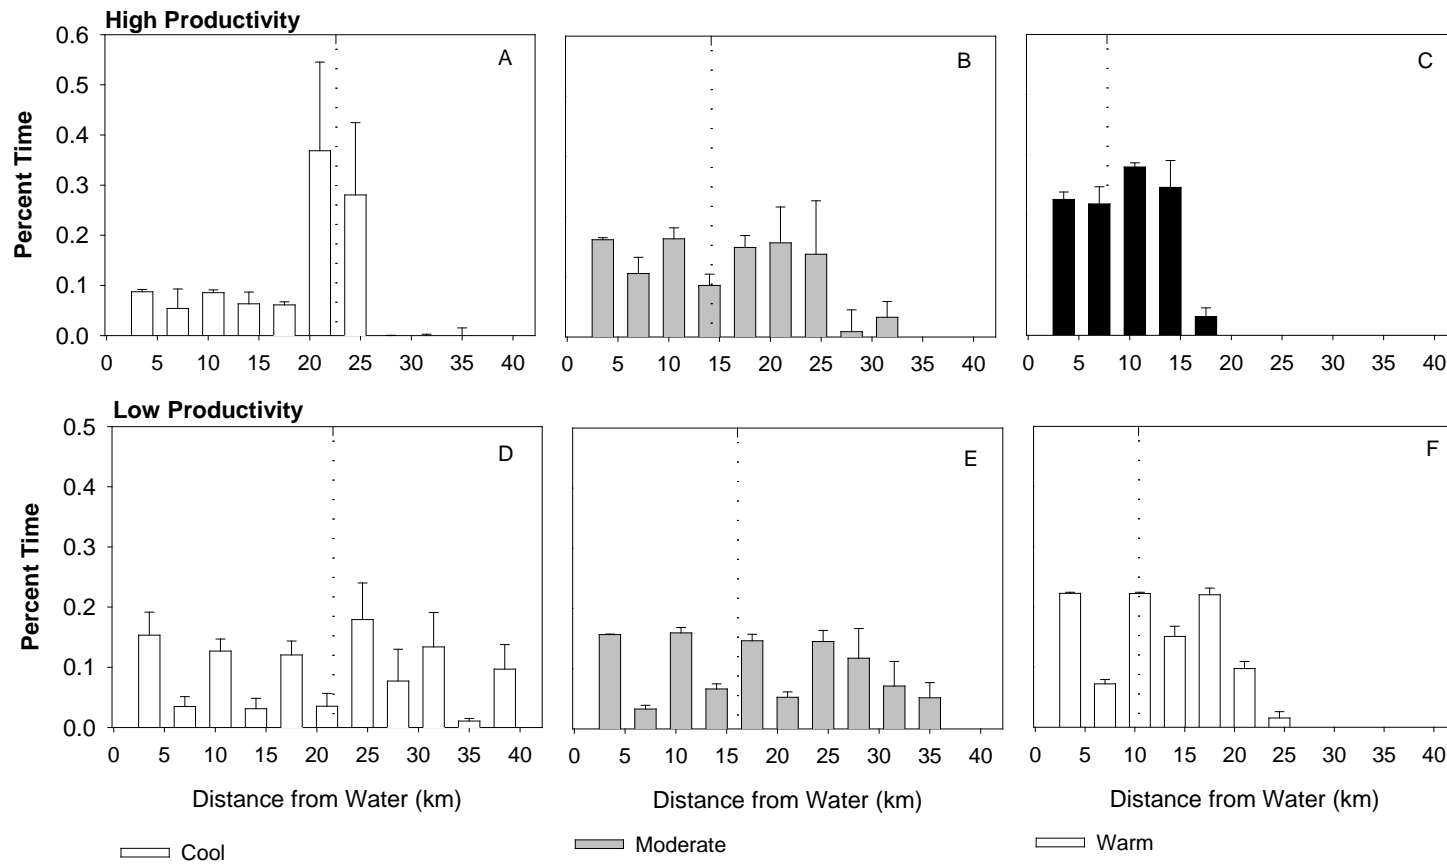 High Productivity
0.6
0.5
0.4
0.3
0.2
0.1
0.0
Percent Time
A
B
C
0 5 10 15 20 25 30 35 40
0 5 10 15 20 25 30 35 40
0 5 10 15 20 25 30 35 40
Low Productivity
0.5
0.4
0.3
0.2
0.1
0.0
Percent Time
D
E
F
0 5 10 15 20 25 30 35 40
0 5 10 15 20 25 30 35 40
0 5 10 15 20 25 30 35 40
Distance from Water (km)
Distance from Water (km)
Distance from Water (km)
Cool
Moderate
Warm